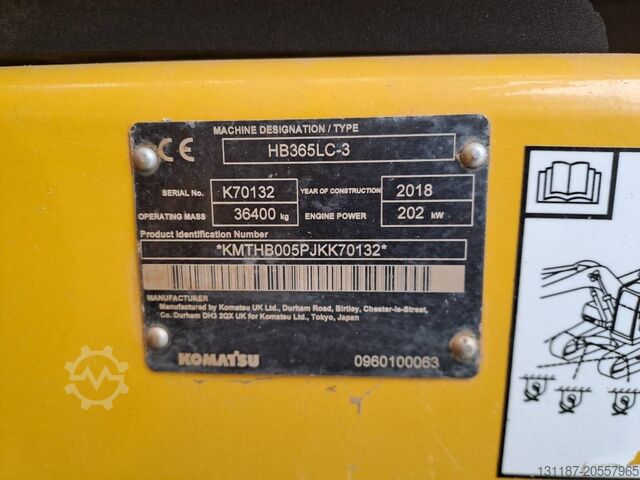 CE
MACHINE DESIGNATION / TYPE
HB365LC-3
SERIAL No. K70132 YEAR OF CONSTRUCTION 2018
OPERATING MASS 36400 kg ENGINE POWER 202 kW
Product Identification Number
*KMTHB005PJKK70132*
MANUFACTURER
Manufactured by Komatsu UK Ltd., Durham Road, Birtley, Chester-le-Street,
Co. Durham DH3 2QX UK for Komatsu Ltd., Tokyo, Japan
KOMATSU 0960100063
131187-20557965